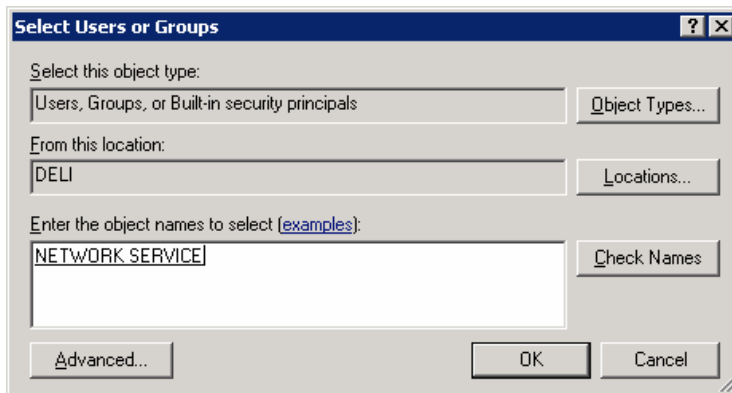 Select Users or Groups
Select this object type:
Users, Groups, or Built-in security principals
Object Types...
From this location:
DELI
Locations...
Enter the object names to select (examples):
NETWORK SERVICE
Check Names
Advanced...
OK
Cancel